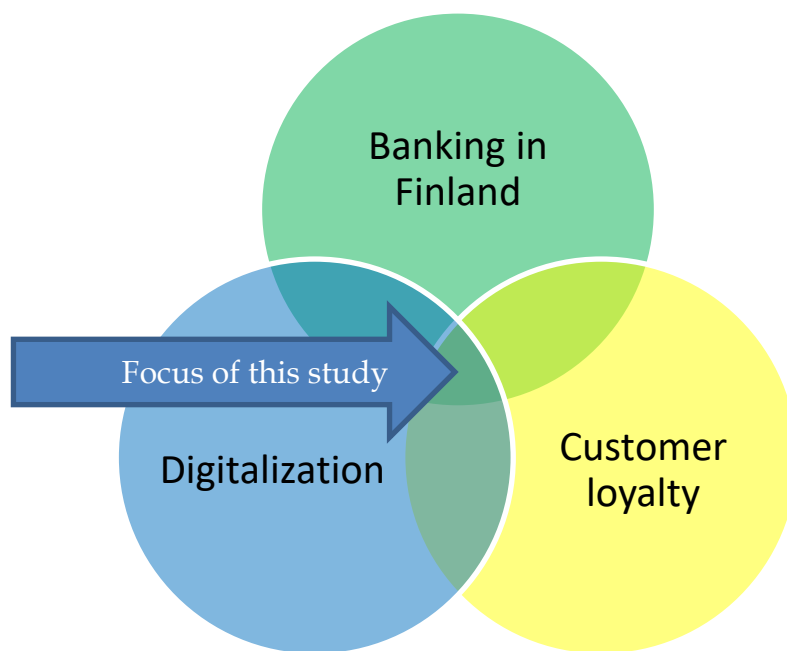 Banking in
Finland
Focus of this study
Digitalization
Customer
loyalty